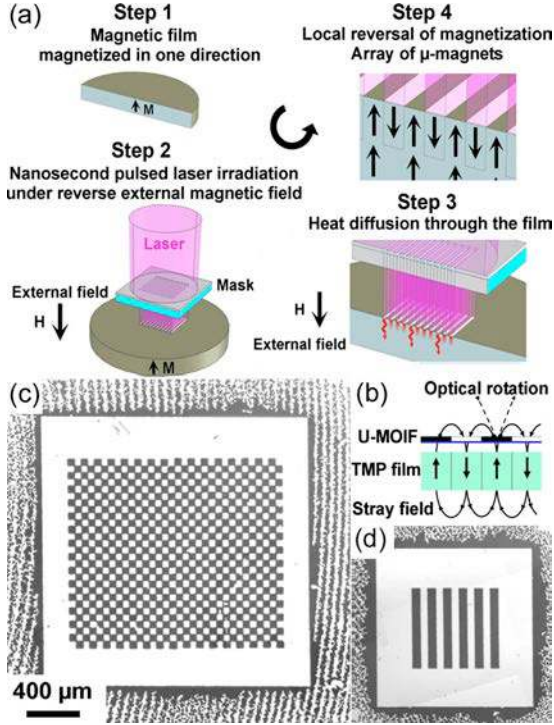 (a)
Step 1
Magnetic film
magnetized in one direction
M
Step 4
Local reversal of magnetization
Array of µ-magnets
Step 2
Nanosecond pulsed laser irradiation
under reverse external magnetic field
Laser
Mask
External field
H
M
Step 3
Heat diffusion through the film
H
External field
(c)
400 µm
(b)
Optical rotation
U-MOIF
TMP film
Stray field
(d)